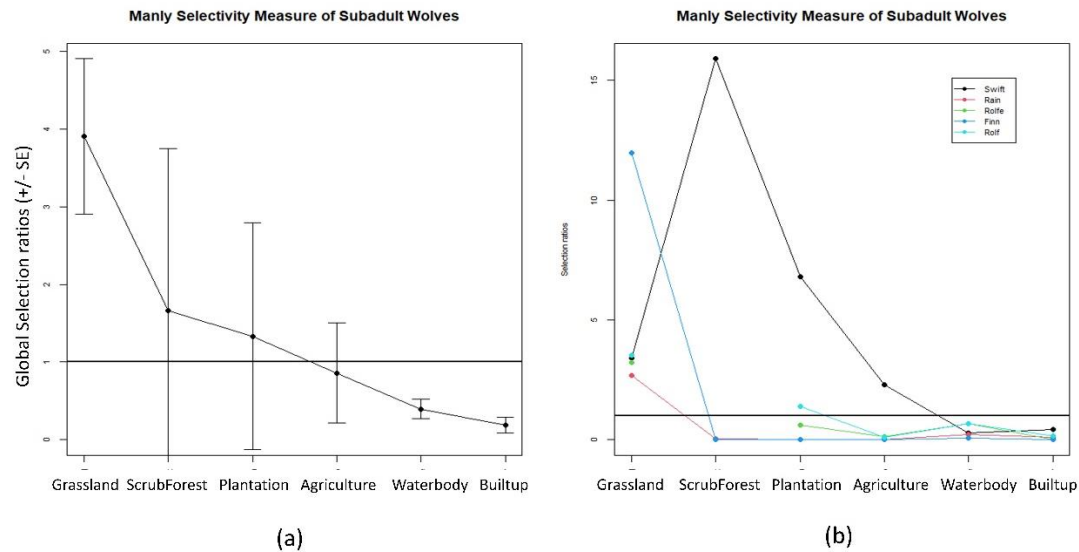 Manly Selectivity Measure of Subadult Wolves
Global Selection ratios (+/- SE)
5
4
3
2
1
0
Grassland ScrubForest Plantation Agriculture Waterbody Builtup
(a)
Manly Selectivity Measure of Subadult Wolves
Selection ratios
15
10
5
0
Swift
Rain
Rolfe
Finn
Rolf
Grassland ScrubForest Plantation Agriculture Waterbody Builtup
(b)